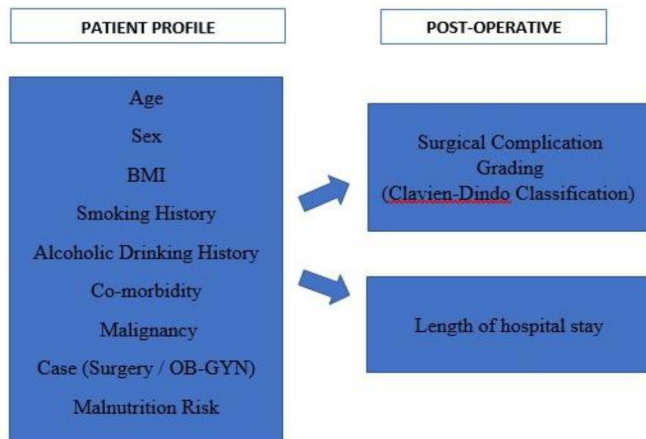 PATIENT PROFILE
Age
Sex
BMI
Smoking History
Alcoholic Drinking History
Co-morbidity
Malignancy
Case (Surgery / OB-GYN)
Malnutrition Risk
POST-OPERATIVE
Surgical Complication
Grading
(Clavien-Dindo Classification)
Length of hospital stay